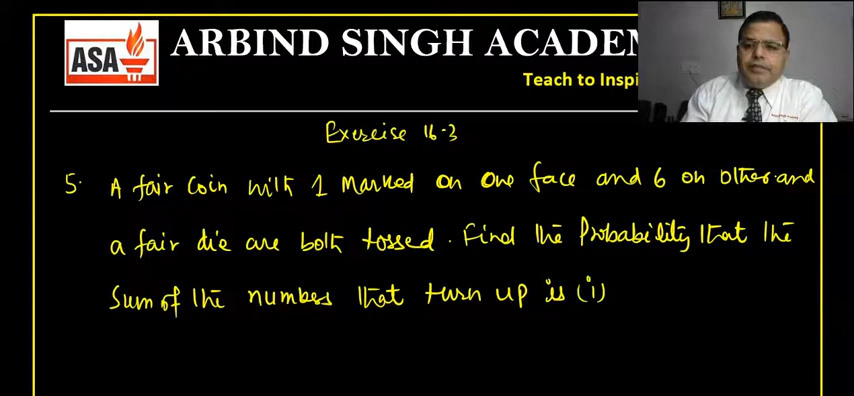 ASA
ARBIND SINGH ACADEM
Teach to Inspi
Exercise 16.3
5. A fair coin with 1 Marked on one face and 6 on other and
a fair die are both tossed. Find the Probability that the
Sum of the numbers that turn up is (i)